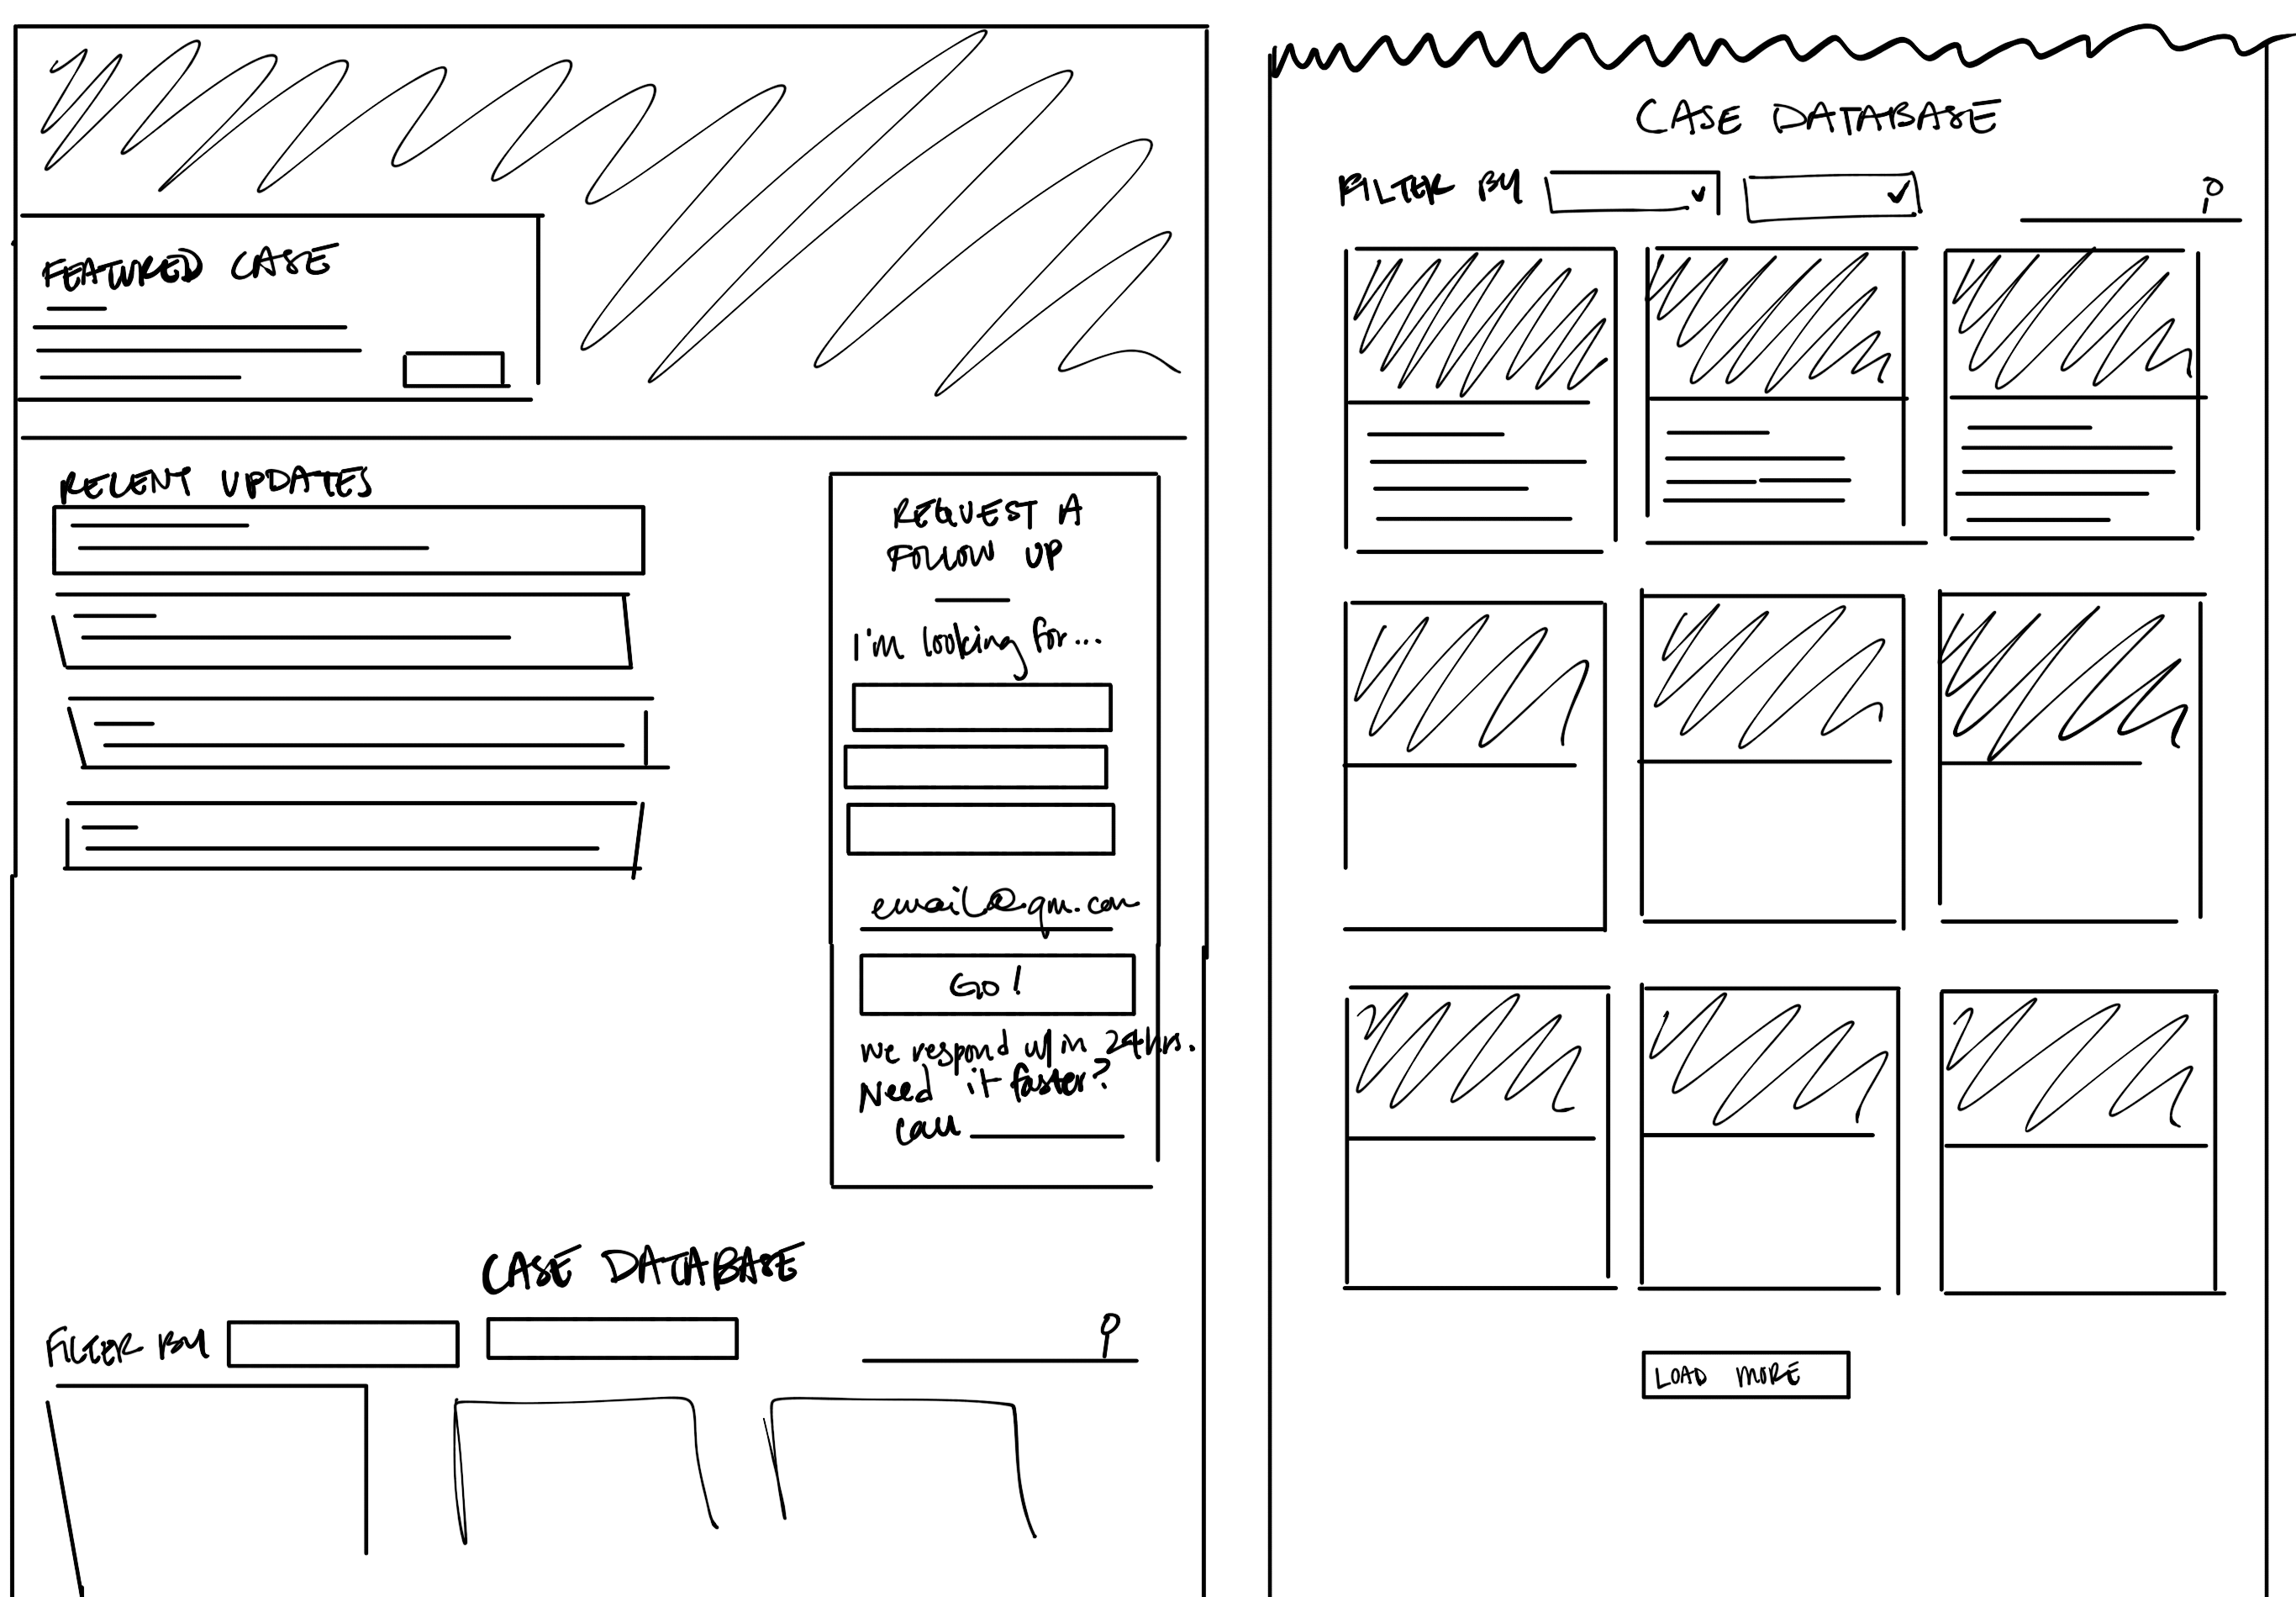 FEATURED CASE
RECENT UPDATES
REQUEST A
FOLLOW UP
I'm looking for...
email@gm.com
GO!
we respond w/in 24hrs.
Need it faster?
call
CASE DATABASE
FILTER BY
CASE DATABASE
FILTER BY
LOAD MORE